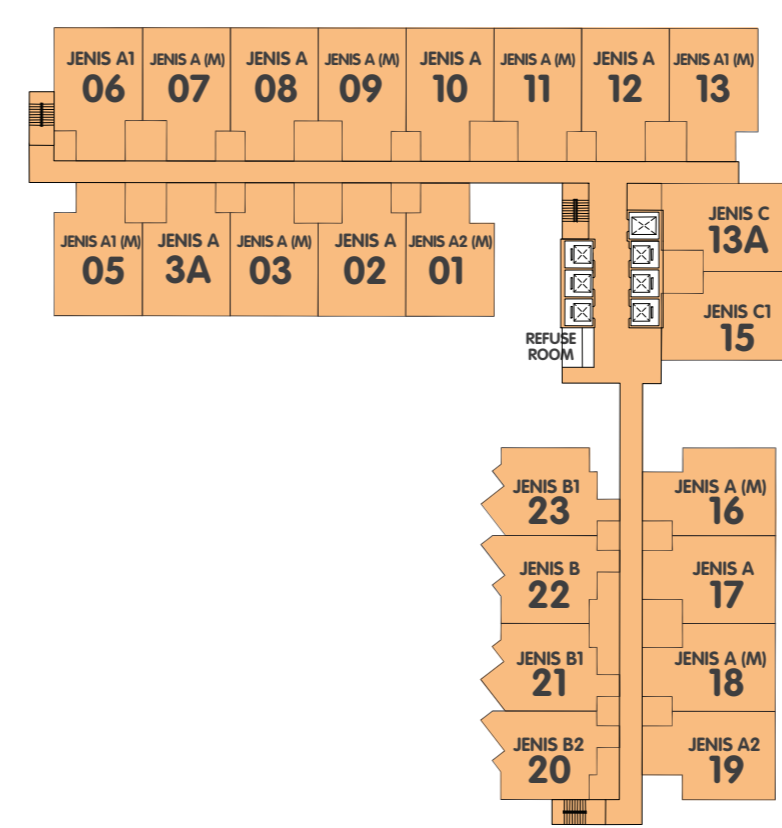 JENIS A1
06
JENIS A (M)
07
JENIS A
08
JENIS A (M)
09
JENIS A
10
JENIS A (M)
11
JENIS A
12
JENIS A1 (M)
13
JENIS A1 (M)
05
JENIS A
3A
JENIS A (M)
03
JENIS A
02
JENIS A2 (M)
01
JENIS C
13A
JENIS C1
15
REFUSE
ROOM
JENIS B1
23
JENIS A (M)
16
JENIS B
22
JENIS A
17
JENIS B1
21
JENIS A (M)
18
JENIS B2
20
JENIS A2
19